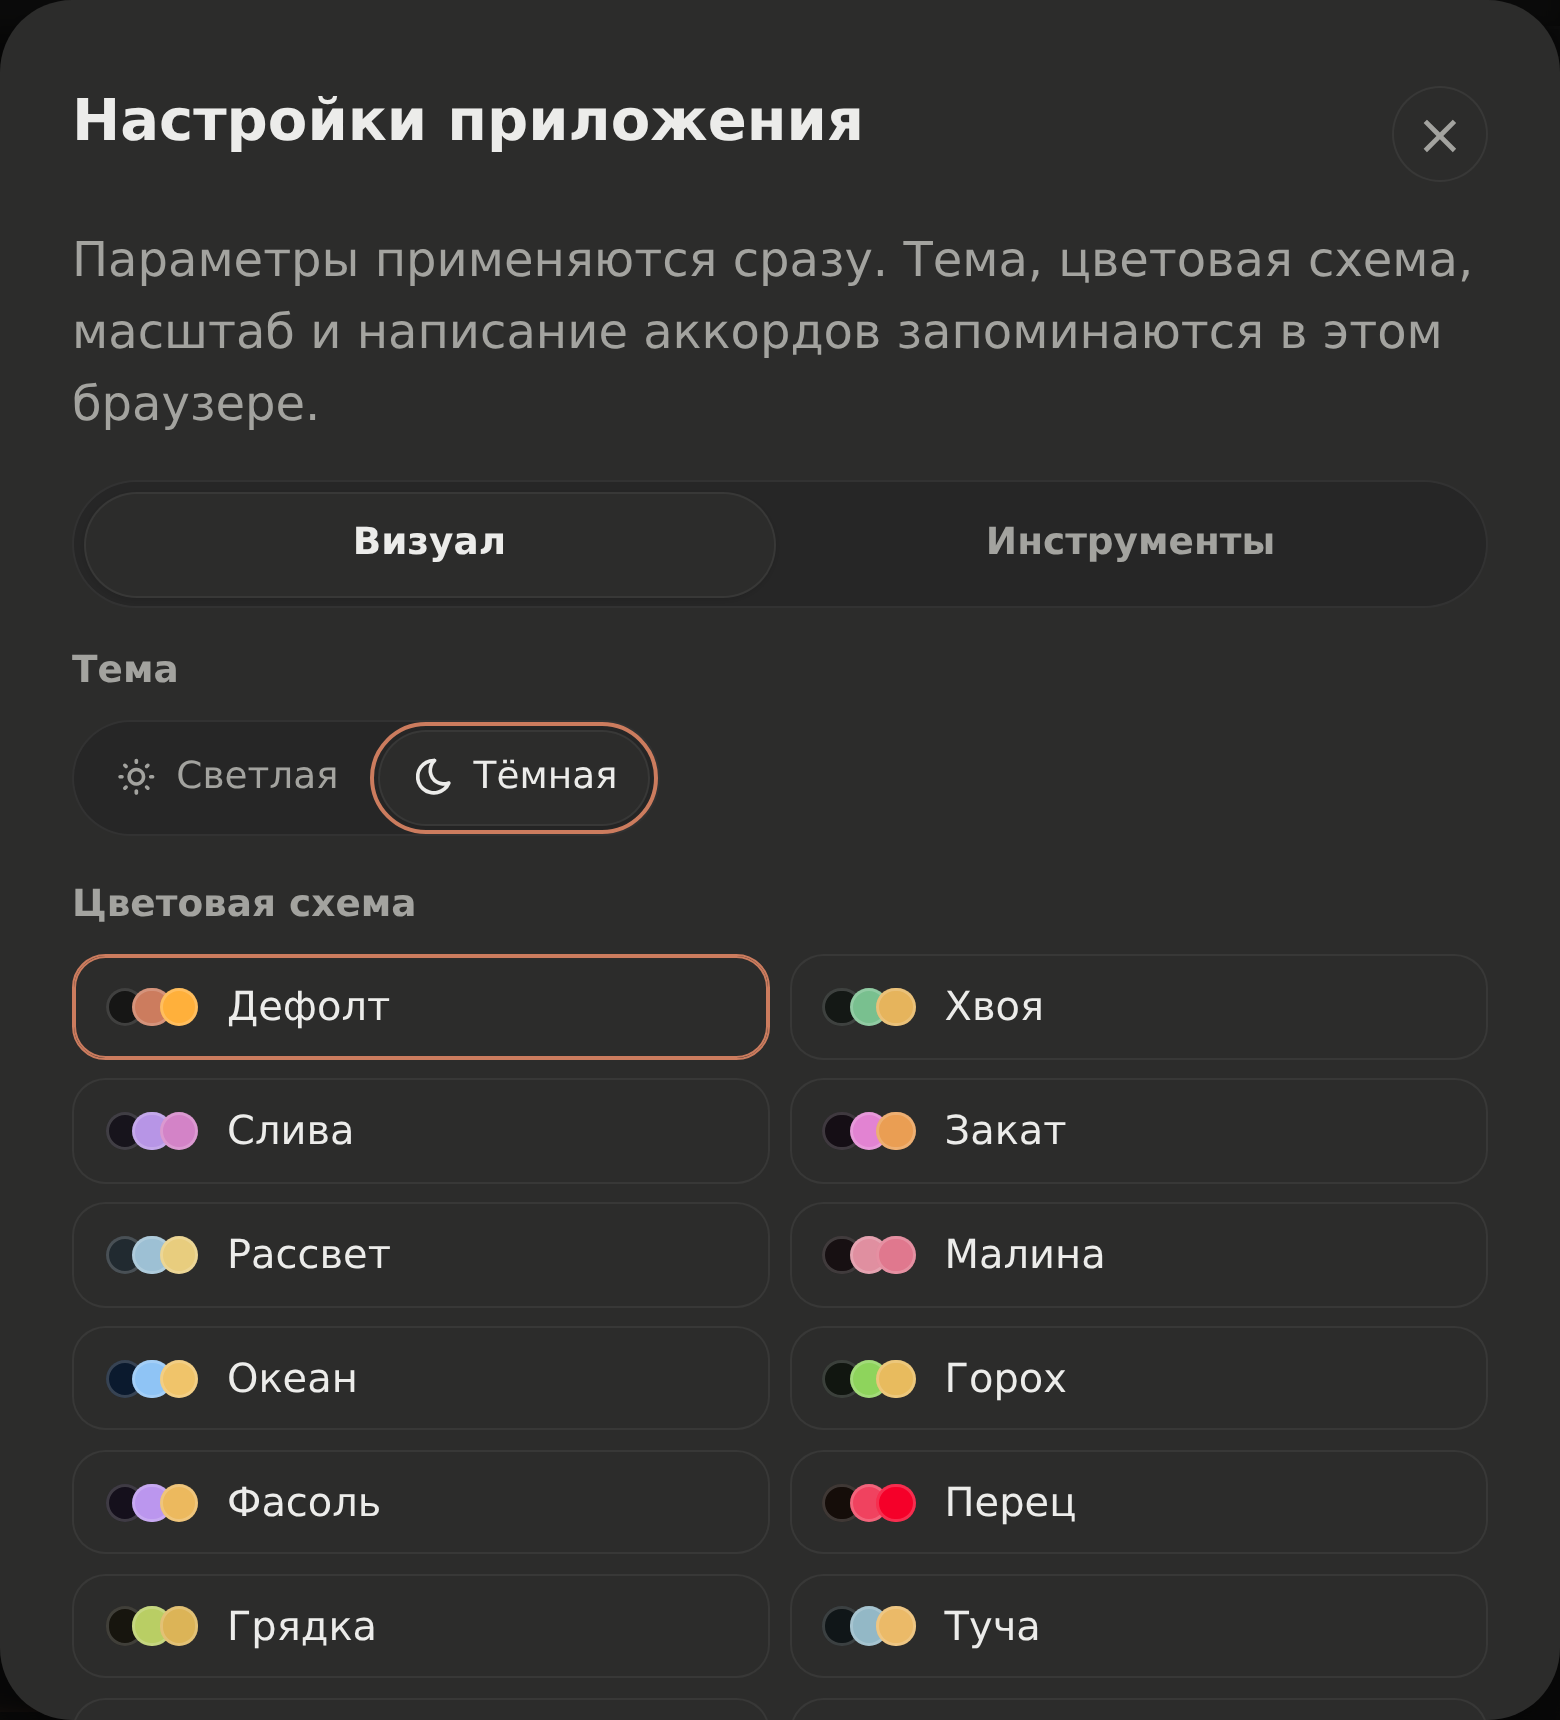 Настройки приложения
Параметры применяются сразу. Тема, цветовая схема,
масштаб и написание аккордов запоминаются в этом
браузере.
Визуал
Инструменты
Тема
Светлая
Тёмная
Цветовая схема
Дефолт
Хвоя
Слива
Закат
Рассвет
Малина
Океан
Горох
Фасоль
Перец
Грядка
Туча